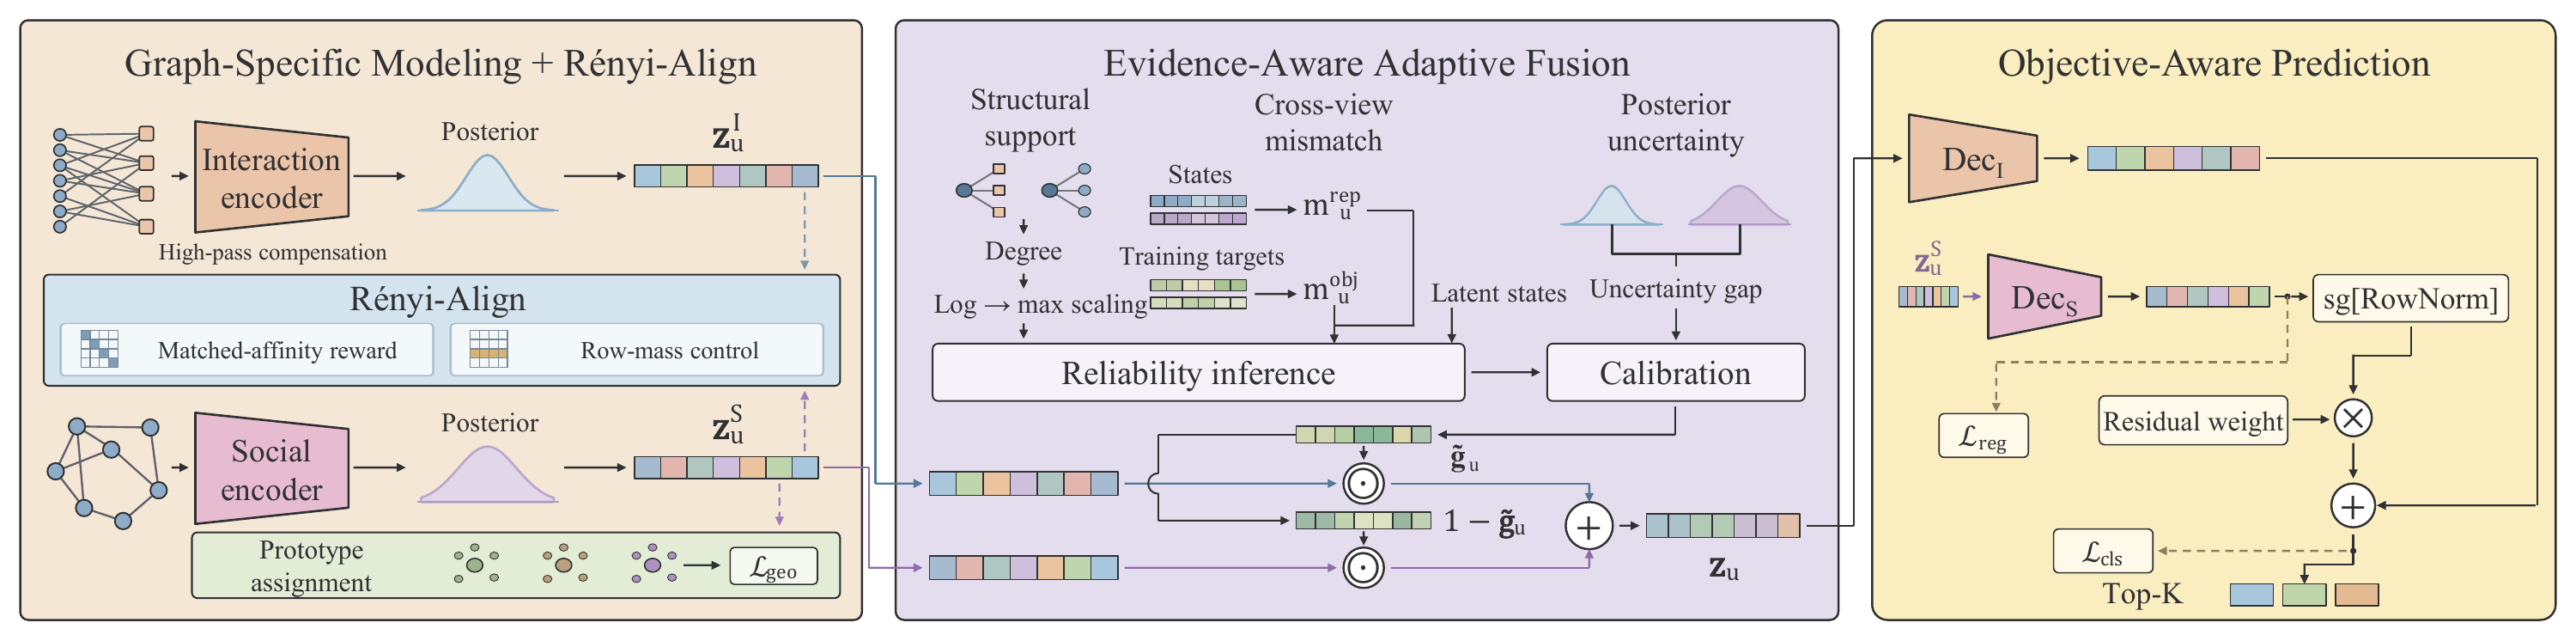 Graph-Specific Modeling + Rényi-Align
Interaction
encoder
High-pass compensation
Posterior
z_u^I
Rényi-Align
Matched-affinity reward
Row-mass control
Social
encoder
Posterior
z_u^S
Prototype
assignment
ℒ_geo
Evidence-Aware Adaptive Fusion
Structural
support
Degree
Log → max scaling
Cross-view
mismatch
States
m_u^rep
Training targets
m_u^obj
Latent states
Posterior
uncertainty
Uncertainty gap
Reliability inference
Calibration
g̃_u
1 − g̃_u
z_u
Objective-Aware Prediction
Dec_I
z_u^S
Dec_S
sg[RowNorm]
ℒ_reg
Residual weight
ℒ_cls
Top-K